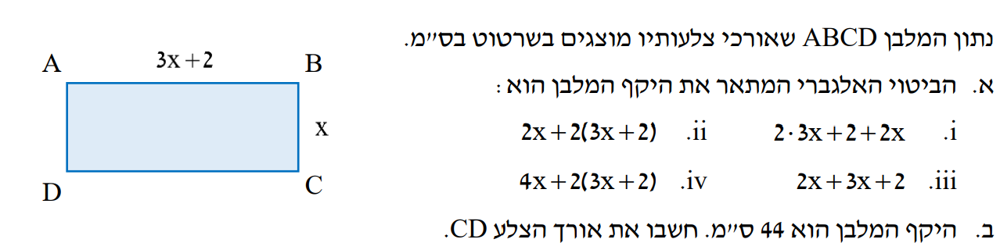 נתון המלבן ABCD שאורכי צלעותיו מוצגים בשרטוט בס״מ.
א. הביטוי האלגברי המתאר את היקף המלבן הוא:
i. 2·3x+2+2x ii. 2x+2(3x+2)
iii. 2x+3x+2 iv. 4x+2(3x+2)
ב. היקף המלבן הוא 44 ס״מ. חשבו את אורך הצלע CD.
A 3x+2 B
x
D C